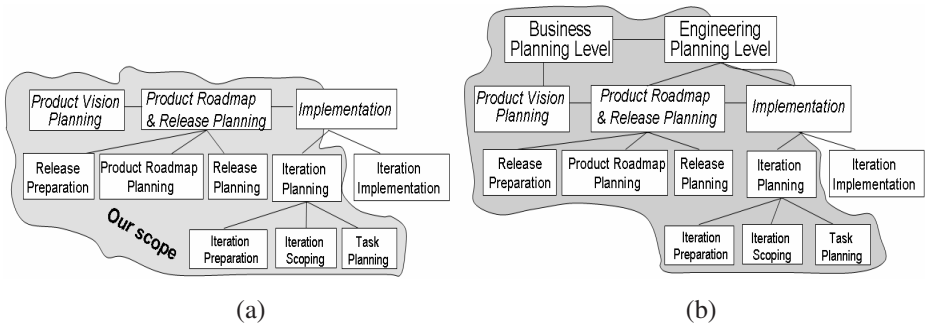 Product Vision
Planning
Product Roadmap
& Release Planning
Implementation
Release
Preparation
Product Roadmap
Planning
Release
Planning
Iteration
Planning
Iteration
Implementation
Our scope
Iteration
Preparation
Iteration
Scoping
Task
Planning
(a)
Business
Planning Level
Engineering
Planning Level
Product Vision
Planning
Product Roadmap
& Release Planning
Implementation
Release
Preparation
Product Roadmap
Planning
Release
Planning
Iteration
Planning
Iteration
Implementation
Iteration
Preparation
Iteration
Scoping
Task
Planning
(b)